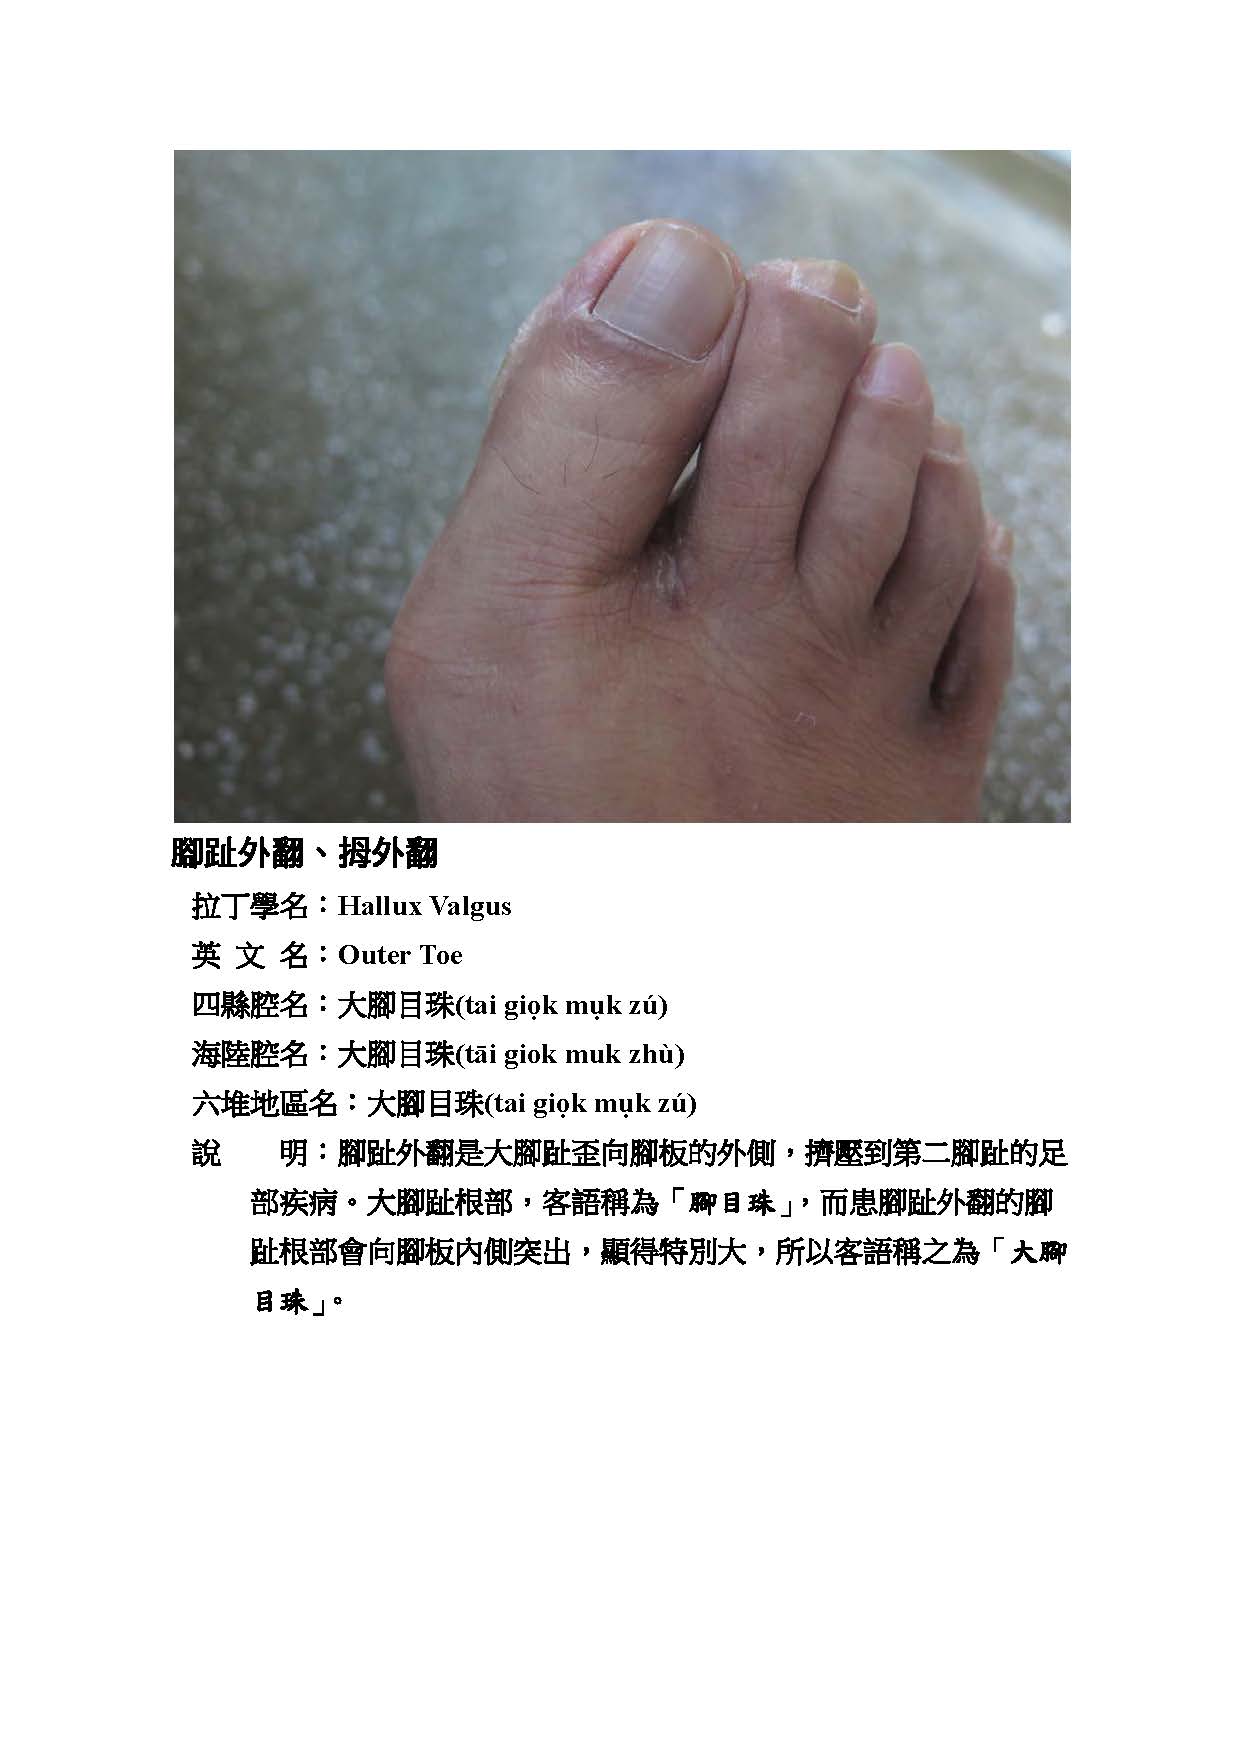 腳趾外翻、拇外翻
拉丁學名：Hallux Valgus
英 文 名：Outer Toe
四縣腔名：大腳目珠(tai giọk mụk zú)
海陸腔名：大腳目珠(tāi giok muk zhù)
六堆地區名：大腳目珠(tai giọk mụk zú)
說　　明：腳趾外翻是大腳趾歪向腳板的外側，擠壓到第二腳趾的足
部疾病。大腳趾根部，客語稱為「腳目珠」，而患腳趾外翻的腳
趾根部會向腳板內側突出，顯得特別大，所以客語稱之為「大腳
目珠」。